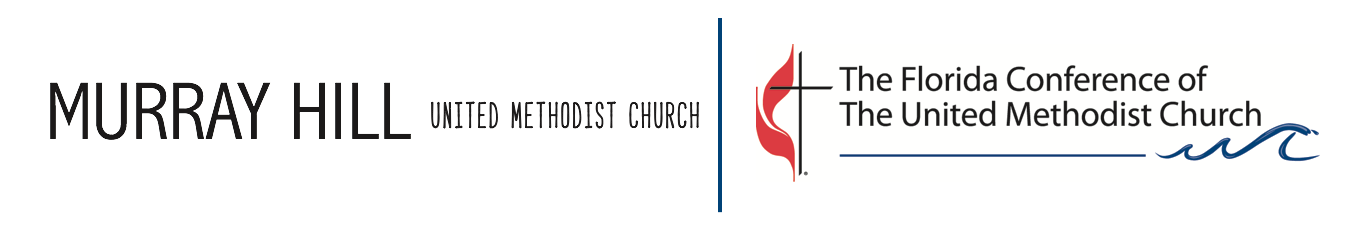 MURRAY HILL UNITED METHODIST CHURCH
The Florida Conference of
The United Methodist Church